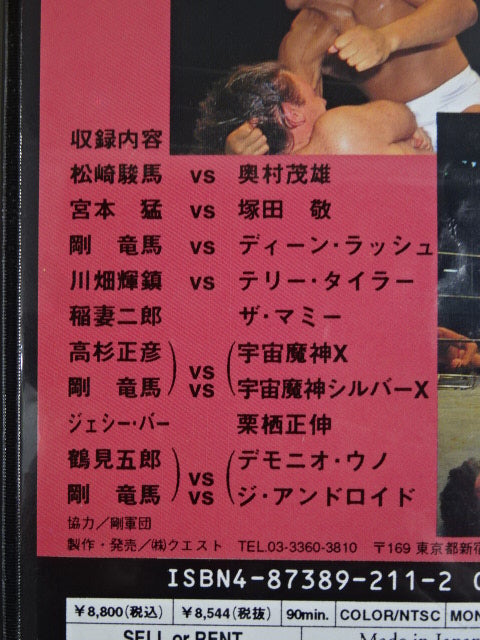 収録内容
松崎駿馬 vs 奥村茂雄
宮本 猛 vs 塚田 敬
剛 竜馬 vs ディーン・ラッシュ
川畑輝鎮 vs テリー・タイラー
稲妻二郎 ザ・マミー
高杉正彦 vs 宇宙魔神X
剛 竜馬 vs 宇宙魔神シルバーX
ジェシー・バー 栗栖正伸
鶴見五郎 vs デモニオ・ウノ
剛 竜馬 vs ジ・アンドロイド
協力／剛軍団
製作・発売／㈱クエスト TEL.03-3360-3810 〒169 東京都新宿
ISBN4-87389-211-2 C
¥8,800(税込) ¥8,544(税抜) 90min. COLOR/NTSC MON
SELL or RENT Made in Japan